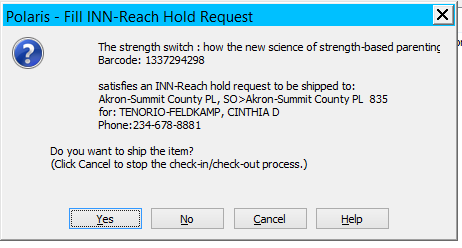 Polaris - Fill INN-Reach Hold Request
The strength switch : how the new science of strength-based parenting
Barcode: 1337294298
satisfies an INN-Reach hold request to be shipped to:
Akron-Summit County PL, SO>Akron-Summit County PL 835
for: TENORIO-FELDKAMP, CINTHIA D
Phone:234-678-8881
Do you want to ship the item?
(Click Cancel to stop the check-in/check-out process.)
Yes No Cancel Help